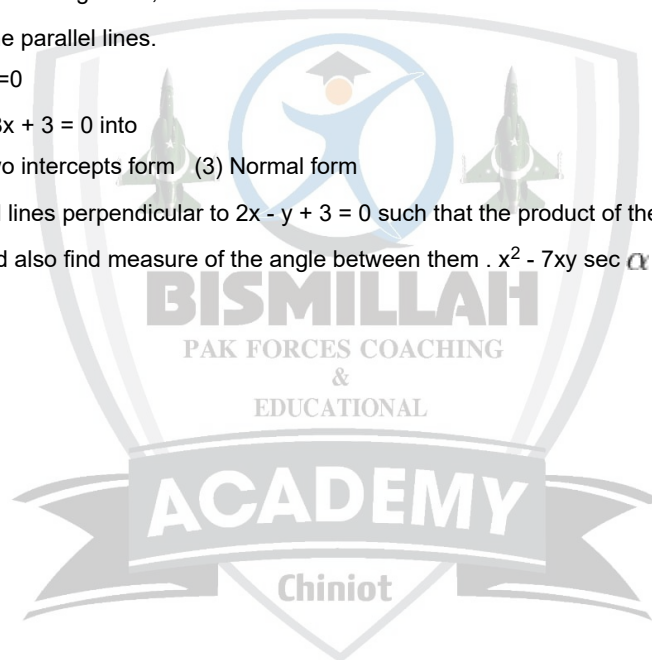 e parallel lines.
=0
x + 3 = 0 into
o intercepts form (3) Normal form
l lines perpendicular to 2x - y + 3 = 0 such that the product of the
d also find measure of the angle between them . x² - 7xy sec α
BISMILLAH
PAK FORCES COACHING
&
EDUCATIONAL
ACADEMY
Chiniot